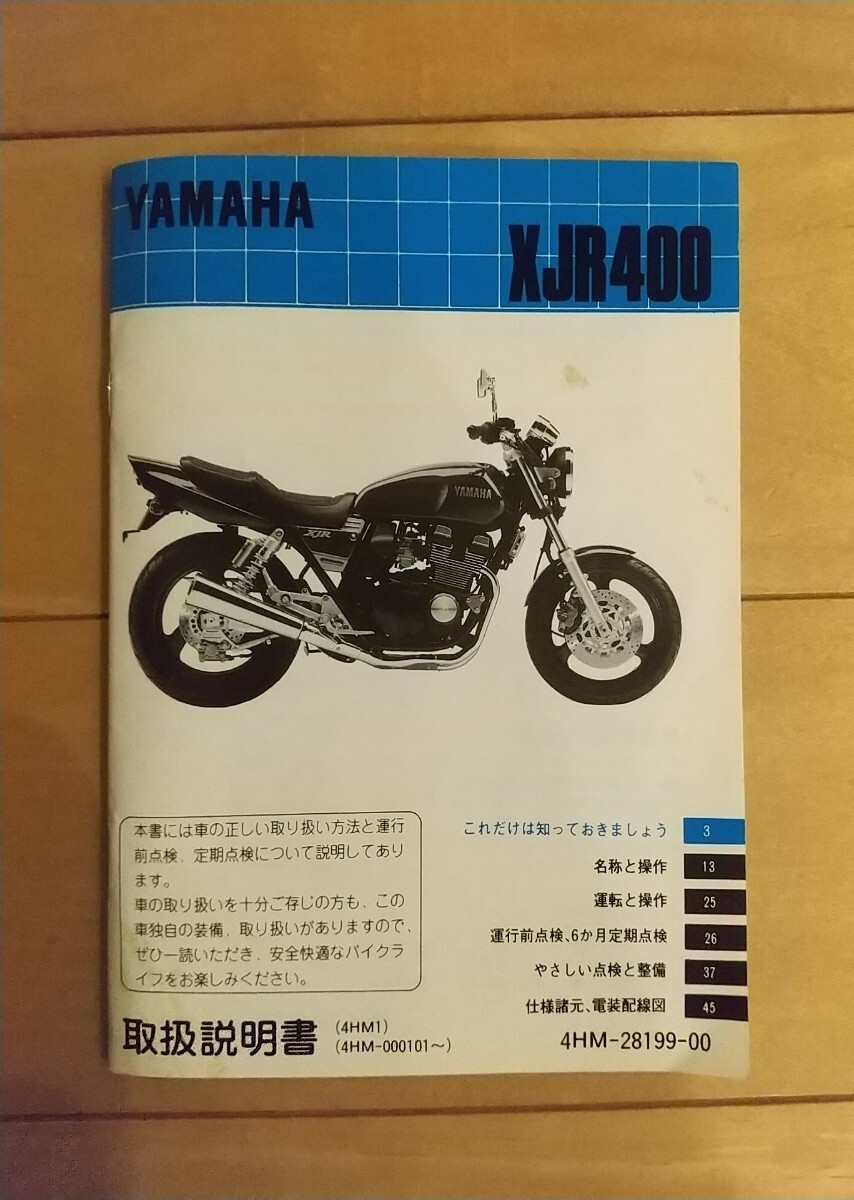 YAMAHA
XJR400
YAMAHA
XJR
本書には車の正しい取り扱い方法と運行
前点検、定期点検について説明してあり
ます。
車の取り扱いを十分ご存じの方も、この
車独自の装備、取り扱いがありますので、
ぜひ一読いただき、安全快適なバイクラ
イフをお楽しみください。
これだけは知っておきましょう 3
名称と操作 13
運転と操作 25
運行前点検、6か月定期点検 26
やさしい点検と整備 37
仕様諸元、電装配線図 45
取扱説明書
(4HM1)
(4HM-000101〜)
4HM-28199-00